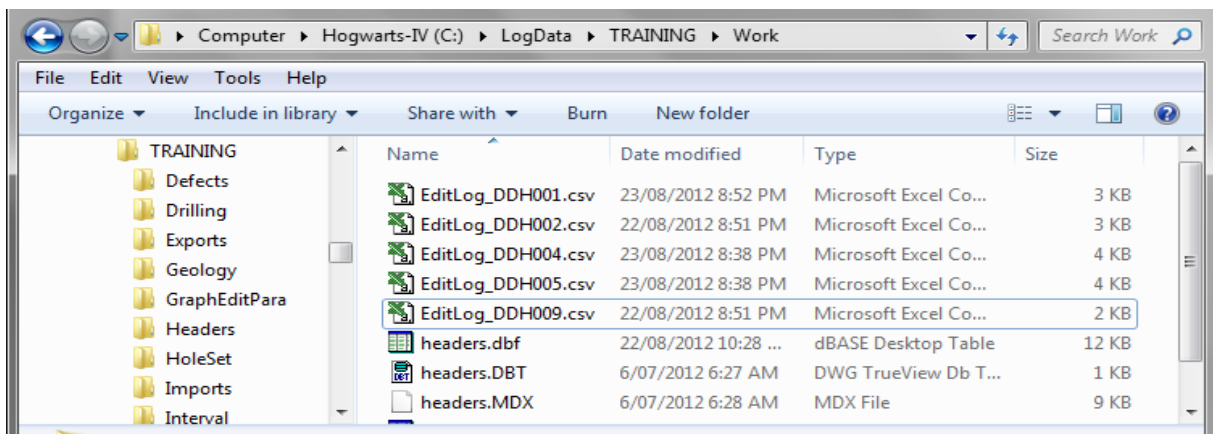 Computer ▸ Hogwarts-IV (C:) ▸ LogData ▸ TRAINING ▸ Work Search Work
File Edit View Tools Help
Organize Include in library Share with Burn New folder
TRAINING
Defects
Drilling
Exports
Geology
GraphEditPara
Headers
HoleSet
Imports
Interval
Name Date modified Type Size
EditLog_DDH001.csv 23/08/2012 8:52 PM Microsoft Excel Co... 3 KB
EditLog_DDH002.csv 22/08/2012 8:51 PM Microsoft Excel Co... 3 KB
EditLog_DDH004.csv 23/08/2012 8:38 PM Microsoft Excel Co... 4 KB
EditLog_DDH005.csv 23/08/2012 8:38 PM Microsoft Excel Co... 4 KB
EditLog_DDH009.csv 22/08/2012 8:51 PM Microsoft Excel Co... 2 KB
headers.dbf 22/08/2012 10:28 ... dBASE Desktop Table 12 KB
headers.DBT 6/07/2012 6:27 AM DWG TrueView Db T... 1 KB
headers.MDX 6/07/2012 6:28 AM MDX File 9 KB